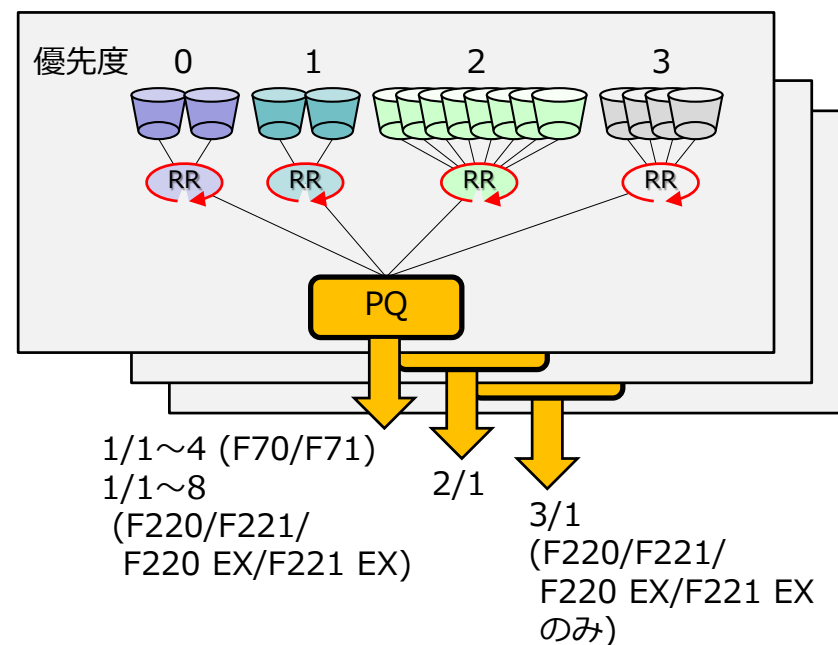 優先度 0 1 2 3
RR RR RR RR
PQ
1/1～4 (F70/F71)
1/1～8
(F220/F221/
F220 EX/F221 EX)
2/1
3/1
(F220/F221/
F220 EX/F221 EX
のみ)